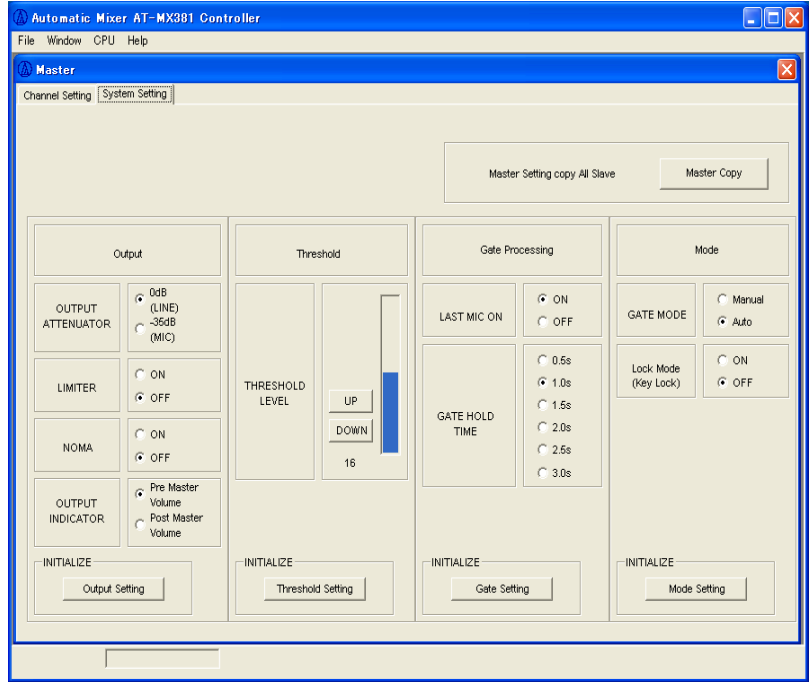 Automatic Mixer AT-MX381 Controller
File Window CPU Help
Master
Channel Setting System Setting
Master Setting copy All Slave
Master Copy
Output
OUTPUT
ATTENUATOR
0dB
(LINE)
-35dB
(MIC)
LIMITER
ON
OFF
NOMA
ON
OFF
OUTPUT
INDICATOR
Pre Master
Volume
Post Master
Volume
INITIALIZE
Output Setting
Threshold
THRESHOLD
LEVEL
UP
DOWN
16
INITIALIZE
Threshold Setting
Gate Processing
LAST MIC ON
ON
OFF
GATE HOLD
TIME
0.5s
1.0s
1.5s
2.0s
2.5s
3.0s
INITIALIZE
Gate Setting
Mode
GATE MODE
Manual
Auto
Lock Mode
(Key Lock)
ON
OFF
INITIALIZE
Mode Setting